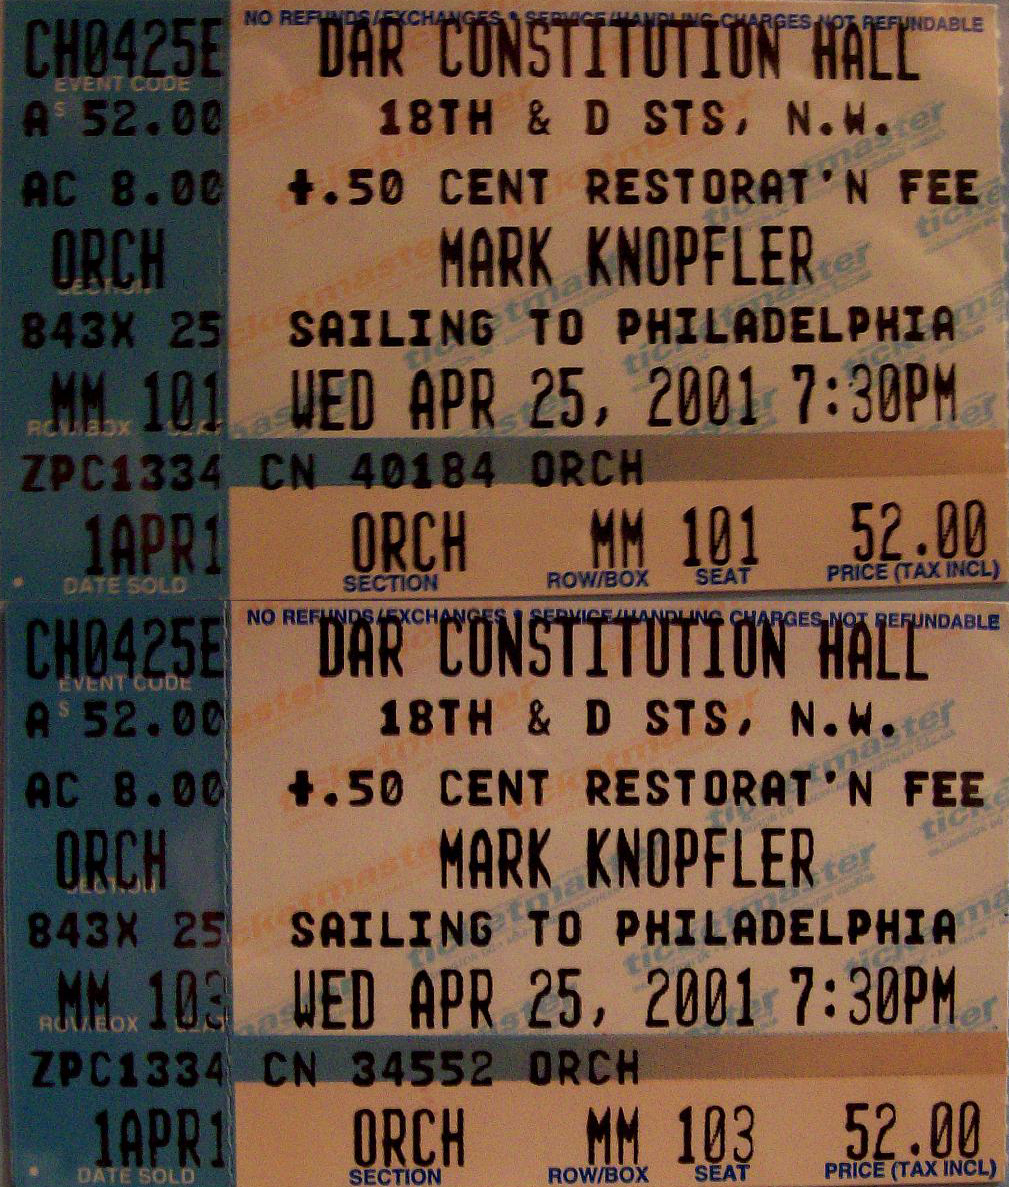 NO REFUNDS/EXCHANGES * SERVICE/HANDLING CHARGES NOT REFUNDABLE
CH0425E DAR CONSTITUTION HALL
EVENT CODE
A $ 52.00 18TH & D STS, N.W.
AC 8.00 +.50 CENT RESTORAT'N FEE
ORCH MARK KNOPFLER
SECTION
843X 25 SAILING TO PHILADELPHIA
MM 101 WED APR 25, 2001 7:30PM
ROW/BOX SEAT
ZPC1334 CN 40184 ORCH
1APR1 ORCH MM 101 52.00
DATE SOLD SECTION ROW/BOX SEAT PRICE (TAX INCL)
NO REFUNDS/EXCHANGES * SERVICE/HANDLING CHARGES NOT REFUNDABLE
CH0425E DAR CONSTITUTION HALL
EVENT CODE
A $ 52.00 18TH & D STS, N.W.
AC 8.00 +.50 CENT RESTORAT'N FEE
ORCH MARK KNOPFLER
SECTION
843X 25 SAILING TO PHILADELPHIA
MM 103 WED APR 25, 2001 7:30PM
ROW/BOX SEAT
ZPC1334 CN 34552 ORCH
1APR1 ORCH MM 103 52.00
DATE SOLD SECTION ROW/BOX SEAT PRICE (TAX INCL)